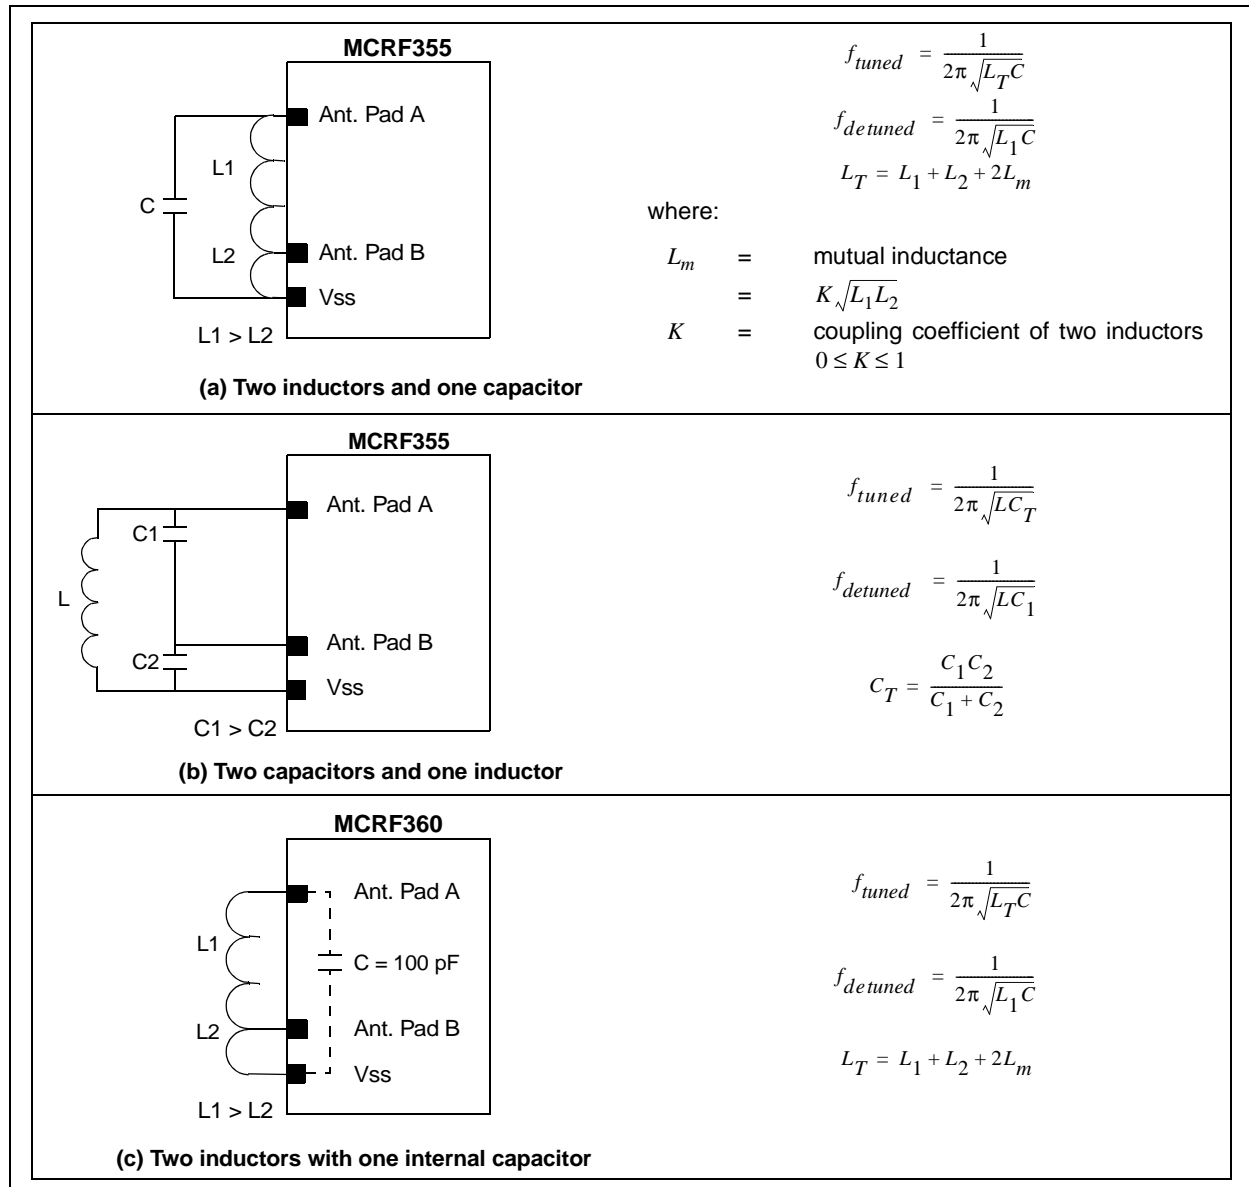 MCRF355
Ant. Pad A
L1
C
L2
Ant. Pad B
Vss
L1 > L2
(a) Two inductors and one capacitor
f_tuned = 1 / 2π√(L_T C)
f_detuned = 1 / 2π√(L_1 C)
L_T = L_1 + L_2 + 2L_m
where:
L_m = mutual inductance
= K√(L_1 L_2)
K = coupling coefficient of two inductors
0 ≤ K ≤ 1
MCRF355
Ant. Pad A
C1
L
Ant. Pad B
C2
Vss
C1 > C2
(b) Two capacitors and one inductor
f_tuned = 1 / 2π√(LC_T)
f_detuned = 1 / 2π√(LC_1)
C_T = C_1 C_2 / C_1 + C_2
MCRF360
Ant. Pad A
L1
C = 100 pF
L2
Ant. Pad B
Vss
L1 > L2
(c) Two inductors with one internal capacitor
f_tuned = 1 / 2π√(L_T C)
f_detuned = 1 / 2π√(L_1 C)
L_T = L_1 + L_2 + 2L_m